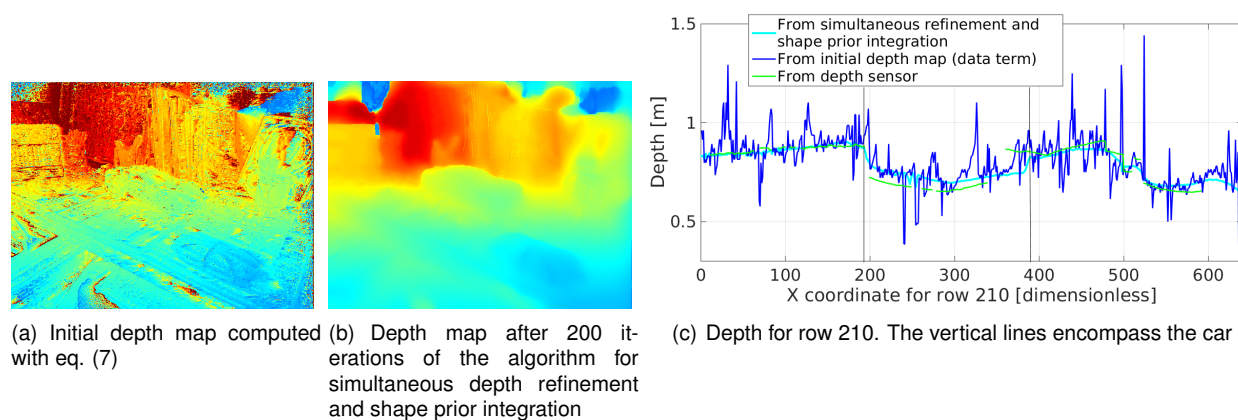 (a) Initial depth map computed
with eq. (7)
(b) Depth map after 200 it-
erations of the algorithm for
simultaneous depth refinement
and shape prior integration
1.5
1
0.5
Depth [m]
From simultaneous refinement and
shape prior integration
From initial depth map (data term)
From depth sensor
0 100 200 300 400 500 600
X coordinate for row 210 [dimensionless]
(c) Depth for row 210. The vertical lines encompass the car